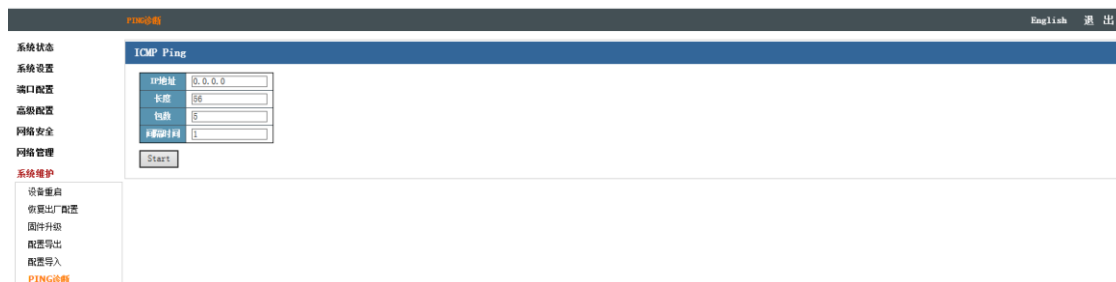 PING诊断 English 退 出
系统状态
系统设置
端口配置
高级配置
网络安全
网络管理
系统维护
设备重启
恢复出厂配置
固件升级
配置导出
配置导入
PING诊断
ICMP Ping
IP地址 0.0.0.0
长度 56
包数 5
间隔时间 1
Start